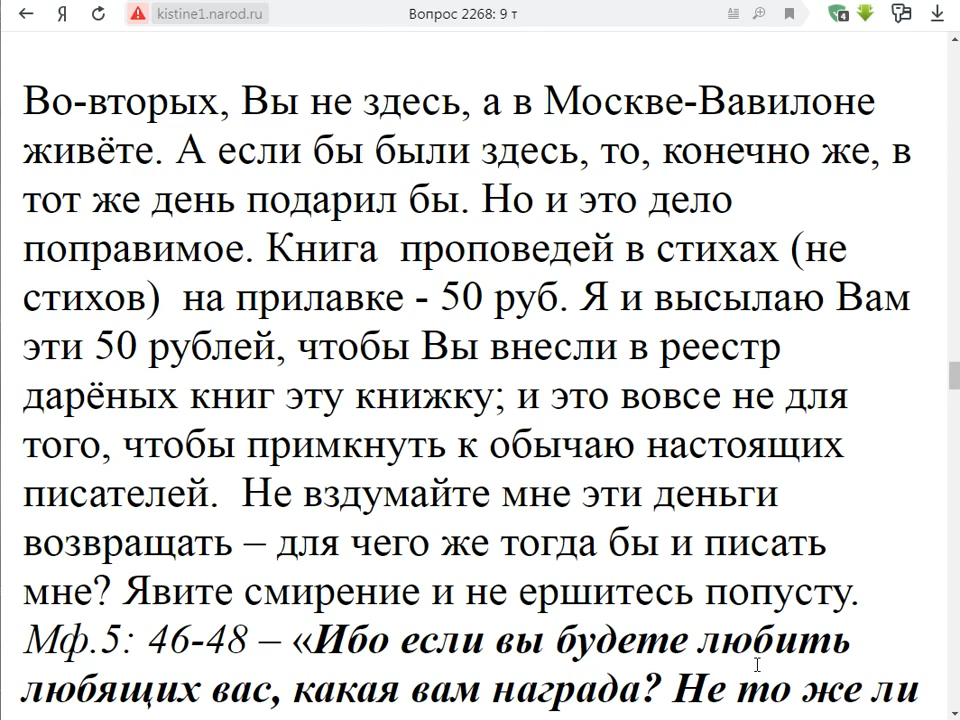 kistine1.narod.ru
Вопрос 2268: 9 т
4
Во-вторых, Вы не здесь, а в Москве-Вавилоне
живёте. А если бы были здесь, то, конечно же, в
тот же день подарил бы. Но и это дело
поправимое. Книга  проповедей в стихах (не
стихов)  на прилавке - 50 руб. Я и высылаю Вам
эти 50 рублей, чтобы Вы внесли в реестр
дарёных книг эту книжку; и это вовсе не для
того, чтобы примкнуть к обычаю настоящих
писателей.  Не вздумайте мне эти деньги
возвращать – для чего же тогда бы и писать
мне? Явите смирение и не ершитесь попусту.
Мф.5: 46-48 – «Ибо если вы будете любить
любящих вас, какая вам награда? Не то же ли